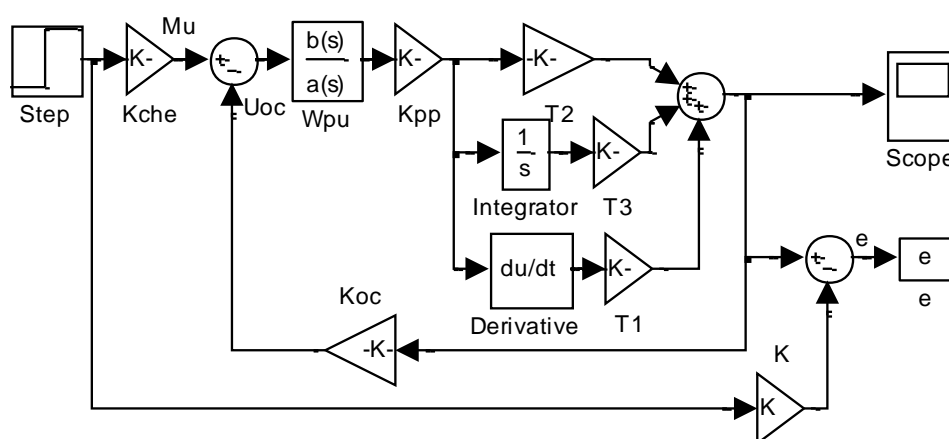 Step
K-
Kche
Mu
Uoc
b(s)
a(s)
Wpu
K-
Kpp
-K-
T2
1
s
Integrator
K-
T3
du/dt
Derivative
K-
T1
Scope
Koc
-K-
K
K
e
e
e